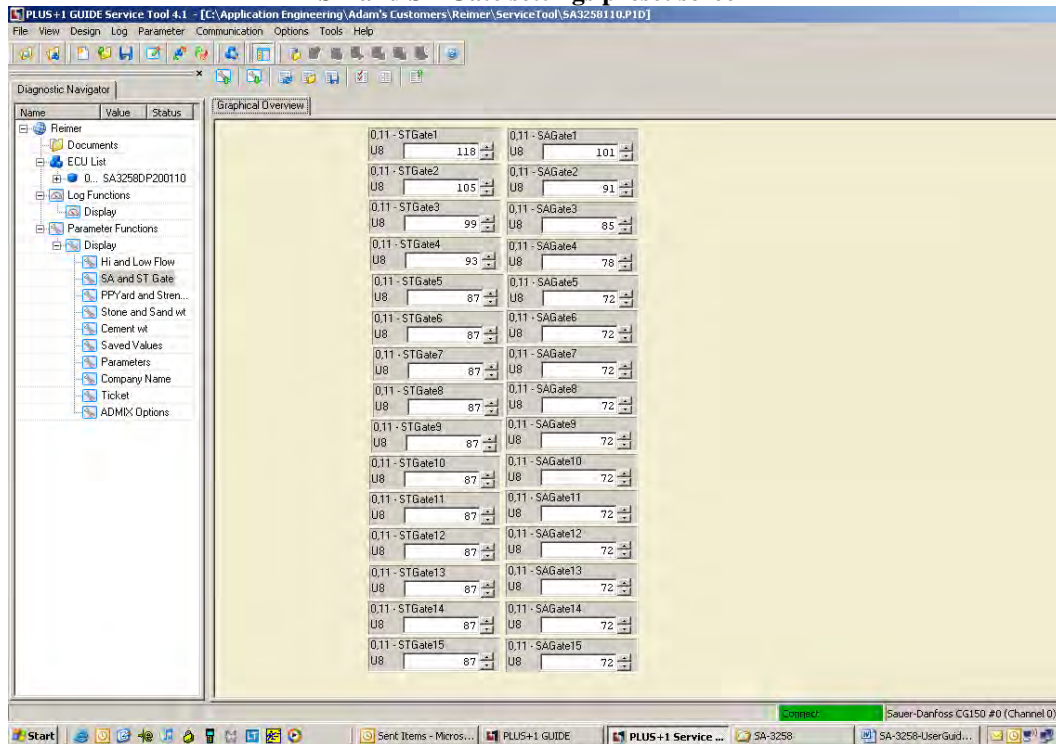 PLUS+1 GUIDE Service Tool 4.1 - [C:\Application Engineering\Adam's Customers\Reimer\ServiceTool\SA3258110.P1D]
File View Design Log Parameter Communication Options Tools Help
Diagnostic Navigator
Name Value Status
Reimer
Documents
ECU List
0... SA3258DP200110
Log Functions
Display
Parameter Functions
Display
Hi and Low Flow
SA and ST Gate
PPYard and Stren...
Stone and Sand wt
Cement wt
Saved Values
Parameters
Company Name
Ticket
ADMIX Options
Graphical Overview
0,11 - STGate1 0,11 - SAGate1
U8 118 U8 101
0,11 - STGate2 0,11 - SAGate2
U8 105 U8 91
0,11 - STGate3 0,11 - SAGate3
U8 99 U8 85
0,11 - STGate4 0,11 - SAGate4
U8 93 U8 78
0,11 - STGate5 0,11 - SAGate5
U8 87 U8 72
0,11 - STGate6 0,11 - SAGate6
U8 87 U8 72
0,11 - STGate7 0,11 - SAGate7
U8 87 U8 72
0,11 - STGate8 0,11 - SAGate8
U8 87 U8 72
0,11 - STGate9 0,11 - SAGate9
U8 87 U8 72
0,11 - STGate10 0,11 - SAGate10
U8 87 U8 72
0,11 - STGate11 0,11 - SAGate11
U8 87 U8 72
0,11 - STGate12 0,11 - SAGate12
U8 87 U8 72
0,11 - STGate13 0,11 - SAGate13
U8 87 U8 72
0,11 - STGate14 0,11 - SAGate14
U8 87 U8 72
0,11 - STGate15 0,11 - SAGate15
U8 87 U8 72
Connect Sauer-Danfoss CG150 #0 (Channel 0)
Start Sent Items - Micros... PLUS+1 GUIDE PLUS+1 Service ... SA-3258 SA-3258-UserGuid...